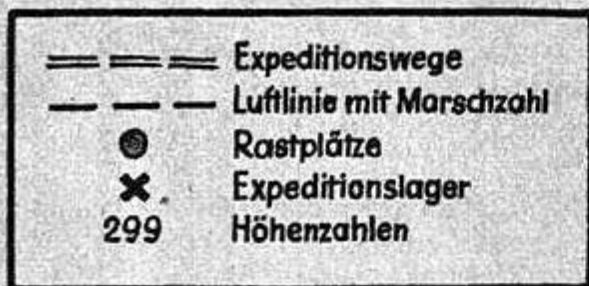 Expeditionswege
Luftlinie mit Marschzahl
Rastplätze
Expeditionslager
299 Höhenzahlen